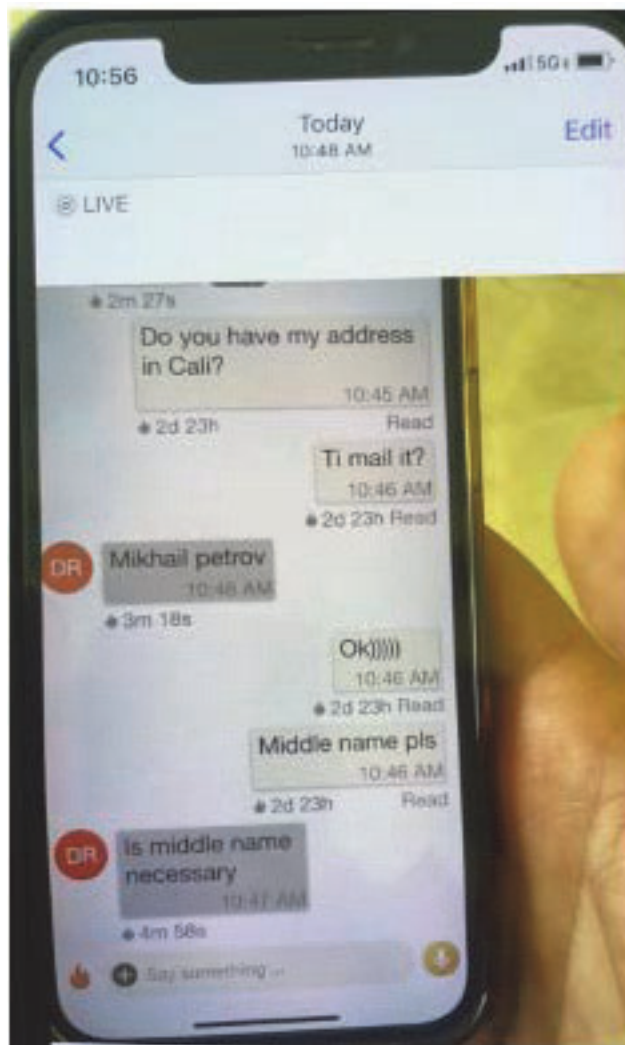 10:56
5G
Today
Edit
10:48 AM
LIVE
2m 27s
Do you have my address
in Cali?
10:45 AM
2d 23h Read
Ti mail it?
10:46 AM
2d 23h Read
DR
Mikhail petrov
10:46 AM
3m 18s
Ok)))))
10:46 AM
2d 23h Read
Middle name pls
10:46 AM
2d 23h Read
DR
Is middle name
necessary
10:47 AM
4m 58s
Say something ...